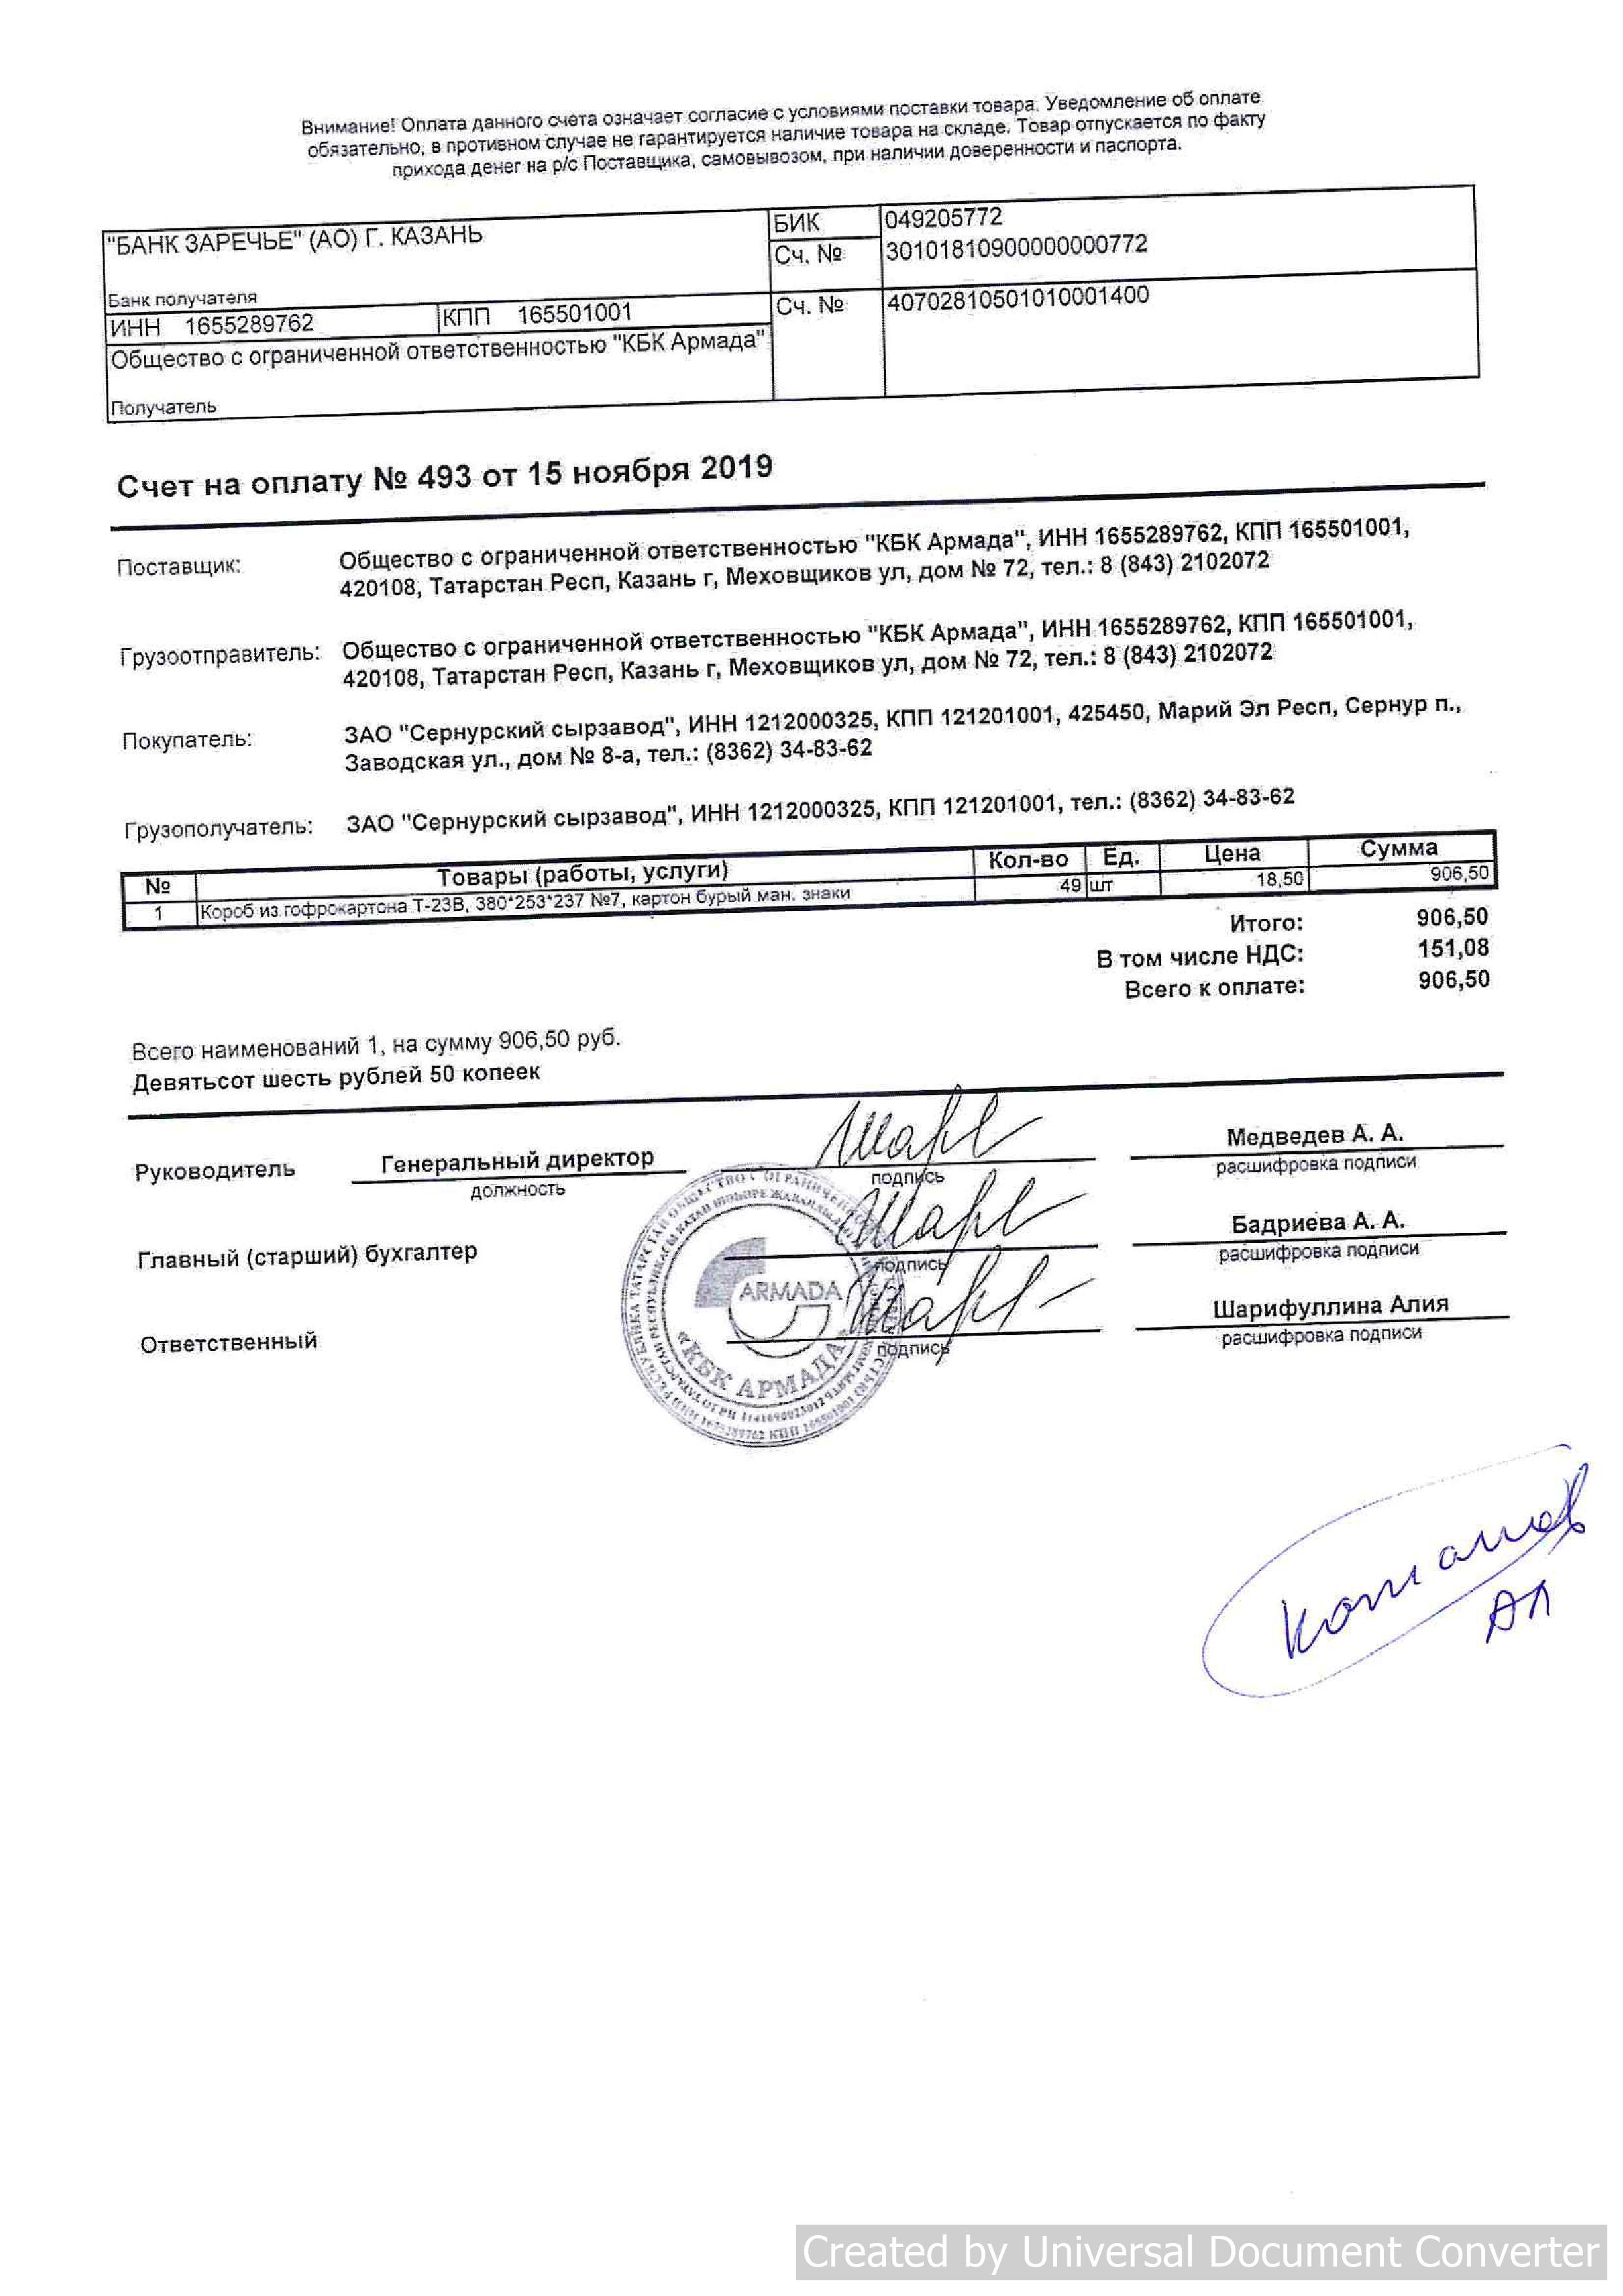 Внимание! Оплата данного счета означает согласие с условиями поставки товара. Уведомление об оплате
обязательно, в противном случае не гарантируется наличие товара на складе. Товар отпускается по факту
прихода денег на р/с Поставщика, самовывозом, при наличии доверенности и паспорта.
"БАНК ЗАРЕЧЬЕ" (АО) Г. КАЗАНЬ
БИК 049205772
Сч. № 30101810900000000772
Банк получателя
ИНН 1655289762 КПП 165501001 Сч. № 40702810501010001400
Общество с ограниченной ответственностью "КБК Армада"
Получатель
Счет на оплату № 493 от 15 ноября 2019
Поставщик: Общество с ограниченной ответственностью "КБК Армада", ИНН 1655289762, КПП 165501001,
420108, Татарстан Респ, Казань г, Меховщиков ул, дом № 72, тел.: 8 (843) 2102072
Грузоотправитель: Общество с ограниченной ответственностью "КБК Армада", ИНН 1655289762, КПП 165501001,
420108, Татарстан Респ, Казань г, Меховщиков ул, дом № 72, тел.: 8 (843) 2102072
Покупатель: ЗАО "Сернурский сырзавод", ИНН 1212000325, КПП 121201001, 425450, Марий Эл Респ, Сернур п.,
Заводская ул., дом № 8-а, тел.: (8362) 34-83-62
Грузополучатель: ЗАО "Сернурский сырзавод", ИНН 1212000325, КПП 121201001, тел.: (8362) 34-83-62
№ Товары (работы, услуги) Кол-во Ед. Цена Сумма
1 Короб из гофрокартона Т-23В, 380*253*237 №7, картон бурый ман. знаки 49 шт 18,50 906,50
Итого: 906,50
В том числе НДС: 151,08
Всего к оплате: 906,50
Всего наименований 1, на сумму 906,50 руб.
Девятьсот шесть рублей 50 копеек
Руководитель Генеральный директор Медведев А. А.
должность подпись расшифровка подписи
Главный (старший) бухгалтер Бадриева А. А.
подпись расшифровка подписи
Ответственный Шарифуллина Алия
подпись расшифровка подписи
ARMADA
«КБК АРМАДА»
Created by Universal Document Converter